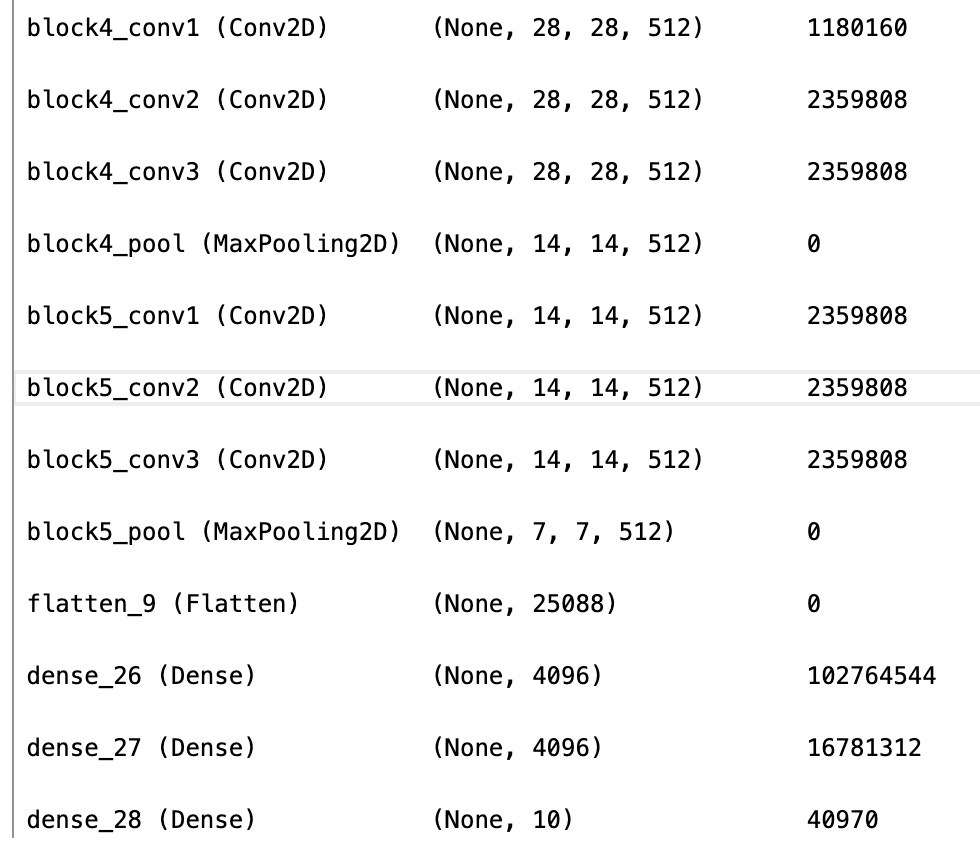 block4_conv1 (Conv2D) (None, 28, 28, 512) 1180160
block4_conv2 (Conv2D) (None, 28, 28, 512) 2359808
block4_conv3 (Conv2D) (None, 28, 28, 512) 2359808
block4_pool (MaxPooling2D) (None, 14, 14, 512) 0
block5_conv1 (Conv2D) (None, 14, 14, 512) 2359808
block5_conv2 (Conv2D) (None, 14, 14, 512) 2359808
block5_conv3 (Conv2D) (None, 14, 14, 512) 2359808
block5_pool (MaxPooling2D) (None, 7, 7, 512) 0
flatten_9 (Flatten) (None, 25088) 0
dense_26 (Dense) (None, 4096) 102764544
dense_27 (Dense) (None, 4096) 16781312
dense_28 (Dense) (None, 10) 40970